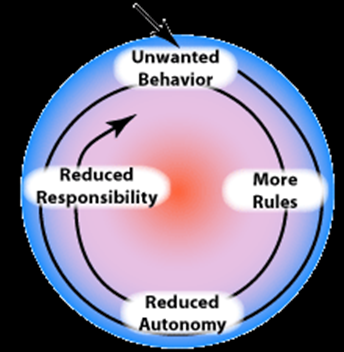 Unwanted
Behavior
More
Rules
Reduced
Autonomy
Reduced
Responsibility